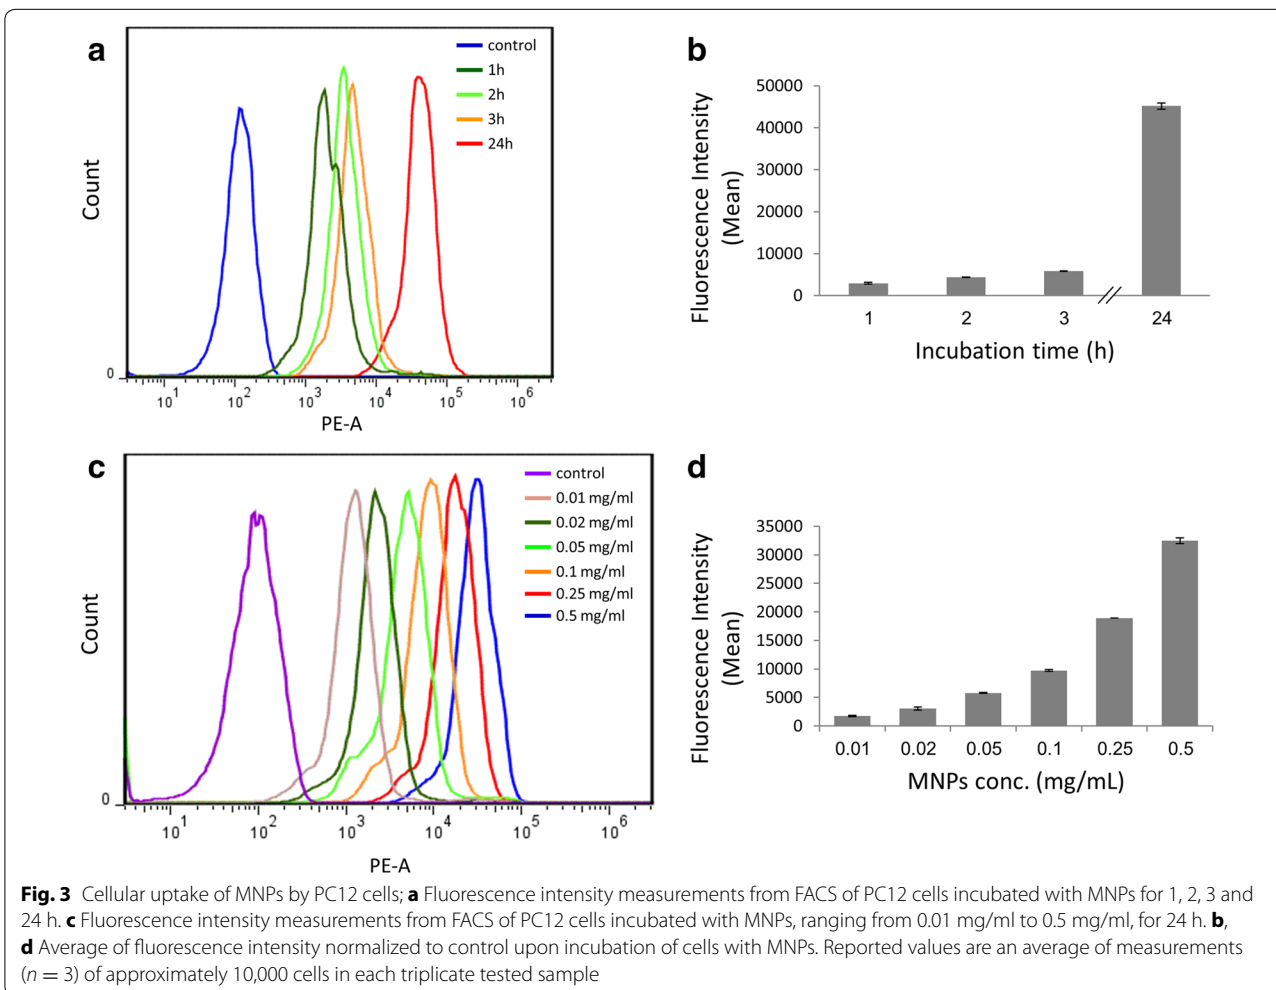 a
control
1h
2h
3h
24h
Count
0
10^1 10^2 10^3 10^4 10^5 10^6
PE-A
b
Fluorescence Intensity
(Mean)
50000
40000
30000
20000
10000
0
1 2 3 24
Incubation time (h)
c
control
0.01 mg/ml
0.02 mg/ml
0.05 mg/ml
0.1 mg/ml
0.25 mg/ml
0.5 mg/ml
Count
0
10^1 10^2 10^3 10^4 10^5 10^6
PE-A
d
Fluorescence Intensity
(Mean)
35000
30000
25000
20000
15000
10000
5000
0
0.01 0.02 0.05 0.1 0.25 0.5
MNPs conc. (mg/mL)
Fig. 3 Cellular uptake of MNPs by PC12 cells; a Fluorescence intensity measurements from FACS of PC12 cells incubated with MNPs for 1, 2, 3 and
24 h. c Fluorescence intensity measurements from FACS of PC12 cells incubated with MNPs, ranging from 0.01 mg/ml to 0.5 mg/ml, for 24 h. b,
d Average of fluorescence intensity normalized to control upon incubation of cells with MNPs. Reported values are an average of measurements
(n = 3) of approximately 10,000 cells in each triplicate tested sample